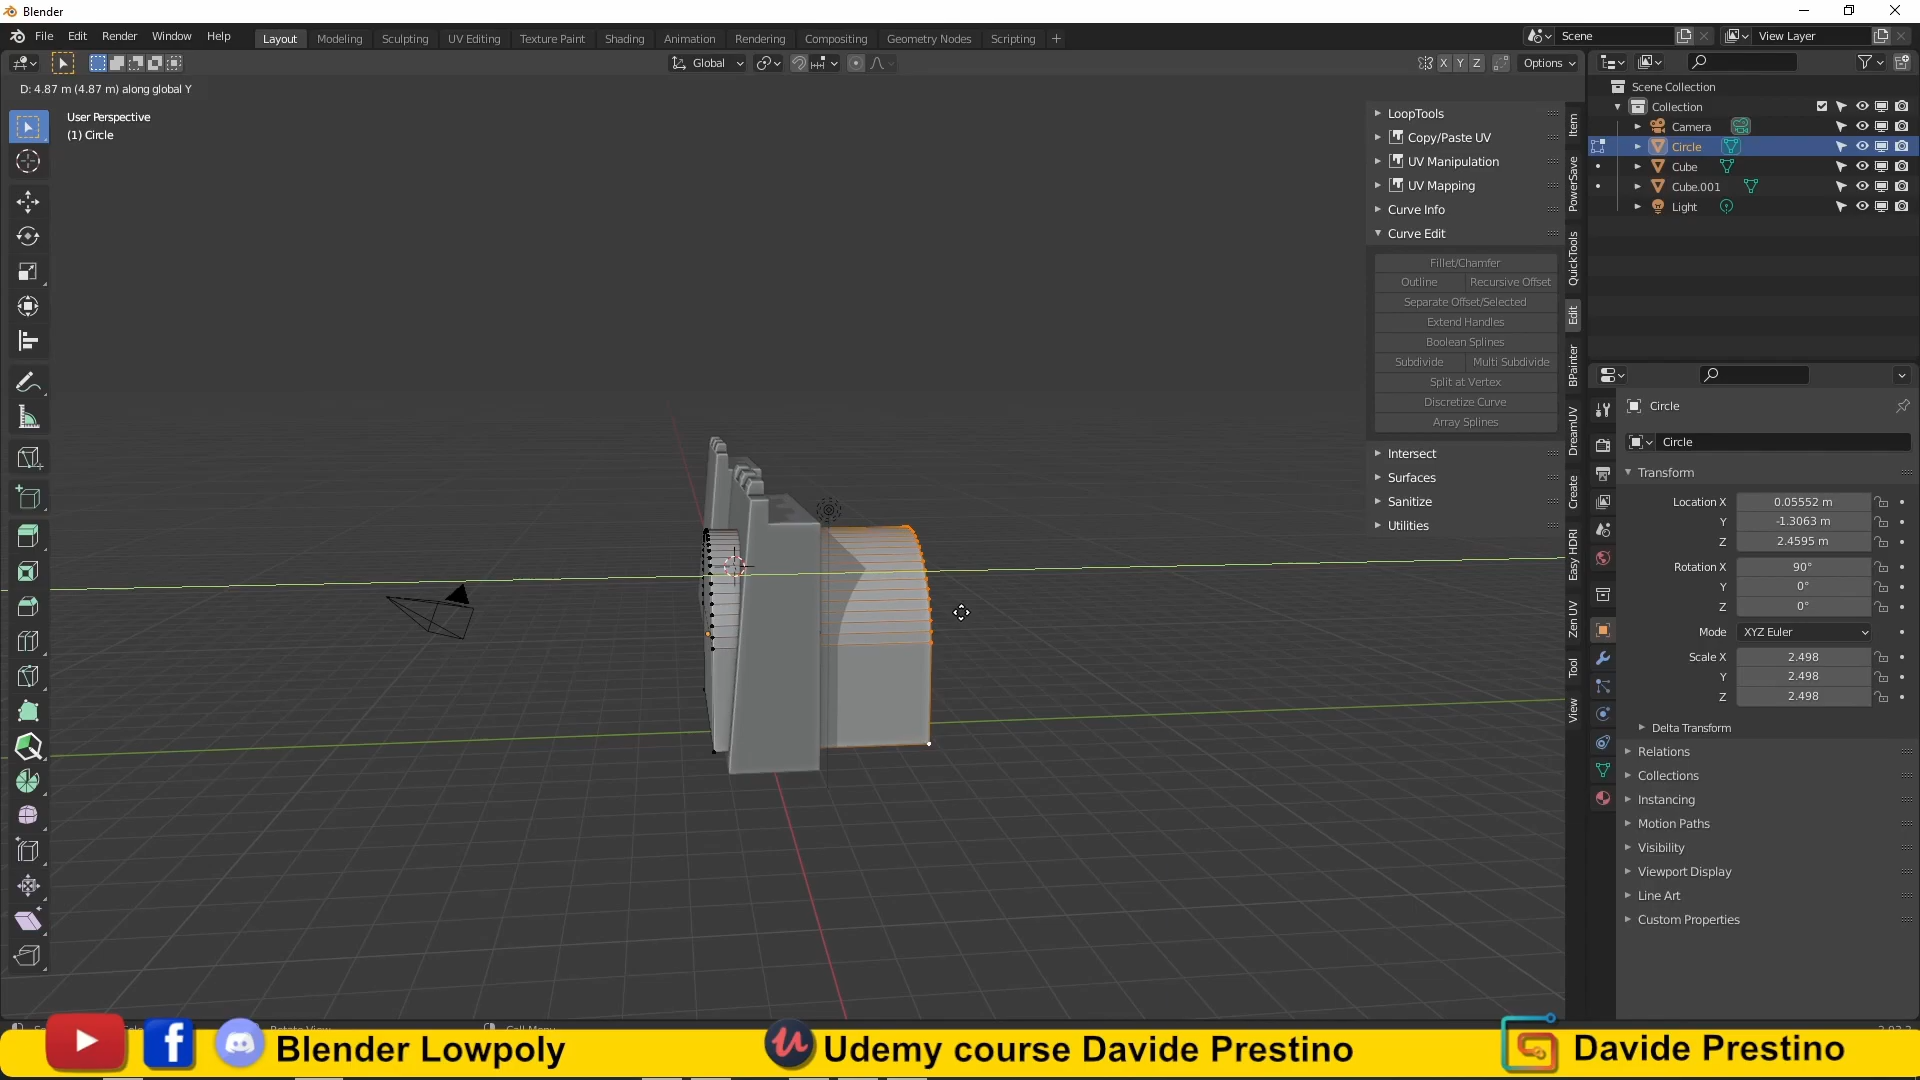 Blender
File Edit Render Window Help
Layout Modeling Sculpting UV Editing Texture Paint Shading Animation Rendering Compositing Geometry Nodes Scripting +
Scene View Layer
Global X Y Z Options
D: 4.87 m (4.87 m) along global Y
User Perspective
(1) Circle
LoopTools
Copy/Paste UV
UV Manipulation
UV Mapping
Curve Info
Curve Edit
Fillet/Chamfer
Outline Recursive Offset
Separate Offset/Selected
Extend Handles
Boolean Splines
Subdivide Multi Subdivide
Split at Vertex
Discretize Curve
Array Splines
Intersect
Surfaces
Sanitize
Utilities
Item
PowerSave
QuickTools
Edit
BPainter
DreamUV
Create
Easy HDRI
Zen UV
Tool
View
Scene Collection
Collection
Camera
Circle
Cube
Cube.001
Light
Circle
Circle
Transform
Location X 0.05552 m
Y -1.3063 m
Z 2.4595 m
Rotation X 90°
Y 0°
Z 0°
Mode XYZ Euler
Scale X 2.498
Y 2.498
Z 2.498
Delta Transform
Relations
Collections
Instancing
Motion Paths
Visibility
Viewport Display
Line Art
Custom Properties
Blender Lowpoly
Udemy course Davide Prestino
Davide Prestino